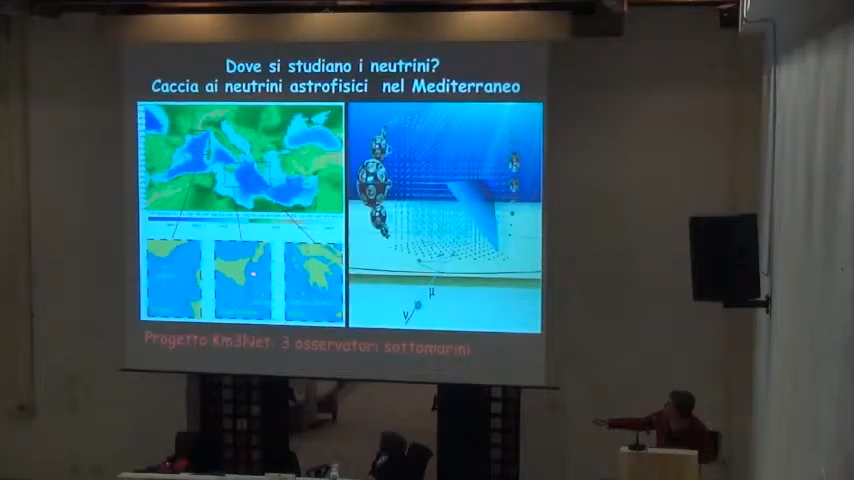 Dove si studiano i neutrini?
Caccia ai neutrini astrofisici nel Mediterraneo
μ
ν
Progetto Km3Net 3 osservatori sottomarini